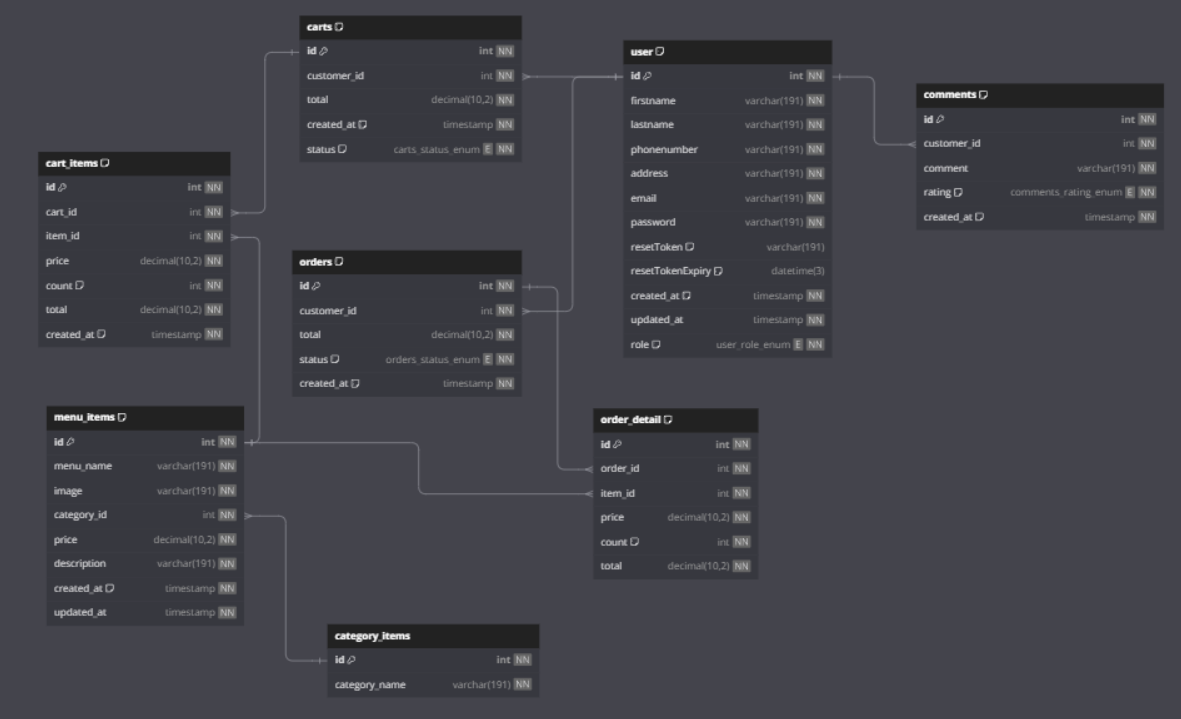 carts
id int NN
customer_id int NN
total decimal(10,2) NN
created_at timestamp NN
status carts_status_enum E NN
user
id int NN
firstname varchar(191) NN
lastname varchar(191) NN
phonenumber varchar(191) NN
address varchar(191) NN
email varchar(191) NN
password varchar(191) NN
resetToken varchar(191)
resetTokenExpiry datetime(3)
created_at timestamp NN
updated_at timestamp NN
role user_role_enum E NN
comments
id int NN
customer_id int NN
comment varchar(191) NN
rating comments_rating_enum E NN
created_at timestamp NN
cart_items
id int NN
cart_id int NN
item_id int NN
price decimal(10,2) NN
count int NN
total decimal(10,2) NN
created_at timestamp NN
orders
id int NN
customer_id int NN
total decimal(10,2) NN
status orders_status_enum E NN
created_at timestamp NN
menu_items
id int NN
menu_name varchar(191) NN
image varchar(191) NN
category_id int NN
price decimal(10,2) NN
description varchar(191) NN
created_at timestamp NN
updated_at timestamp NN
order_detail
id int NN
order_id int NN
item_id int NN
price decimal(10,2) NN
count int NN
total decimal(10,2) NN
category_items
id int NN
category_name varchar(191) NN